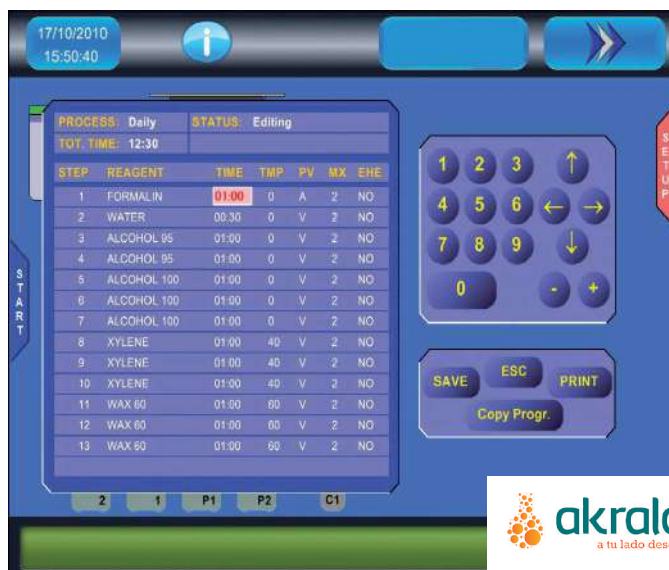 17/10/2010
15:50:40
i
PROCESS: Daily STATUS: Editing
TOT. TIME: 12:30
STEP REAGENT TIME TMP PV MX EHE
1 FORMALIN 01:00 0 A 2 NO
2 WATER 00:30 0 V 2 NO
3 ALCOHOL 95 01:00 0 V 2 NO
4 ALCOHOL 95 01:00 0 V 2 NO
5 ALCOHOL 100 01:00 0 V 2 NO
6 ALCOHOL 100 01:00 0 V 2 NO
7 ALCOHOL 100 01:00 0 V 2 NO
8 XYLENE 01:00 40 V 2 NO
9 XYLENE 01:00 40 V 2 NO
10 XYLENE 01:00 40 V 2 NO
11 WAX 60 01:00 60 V 2 NO
12 WAX 60 01:00 60 V 2 NO
13 WAX 60 01:00 60 V 2 NO
START
1 2 3 ↑
4 5 6 ← →
7 8 9 ↓
0 - +
SETUP
SAVE ESC PRINT
Copy Progr.
2 1 P1 P2 C1
akral
a tu lado des